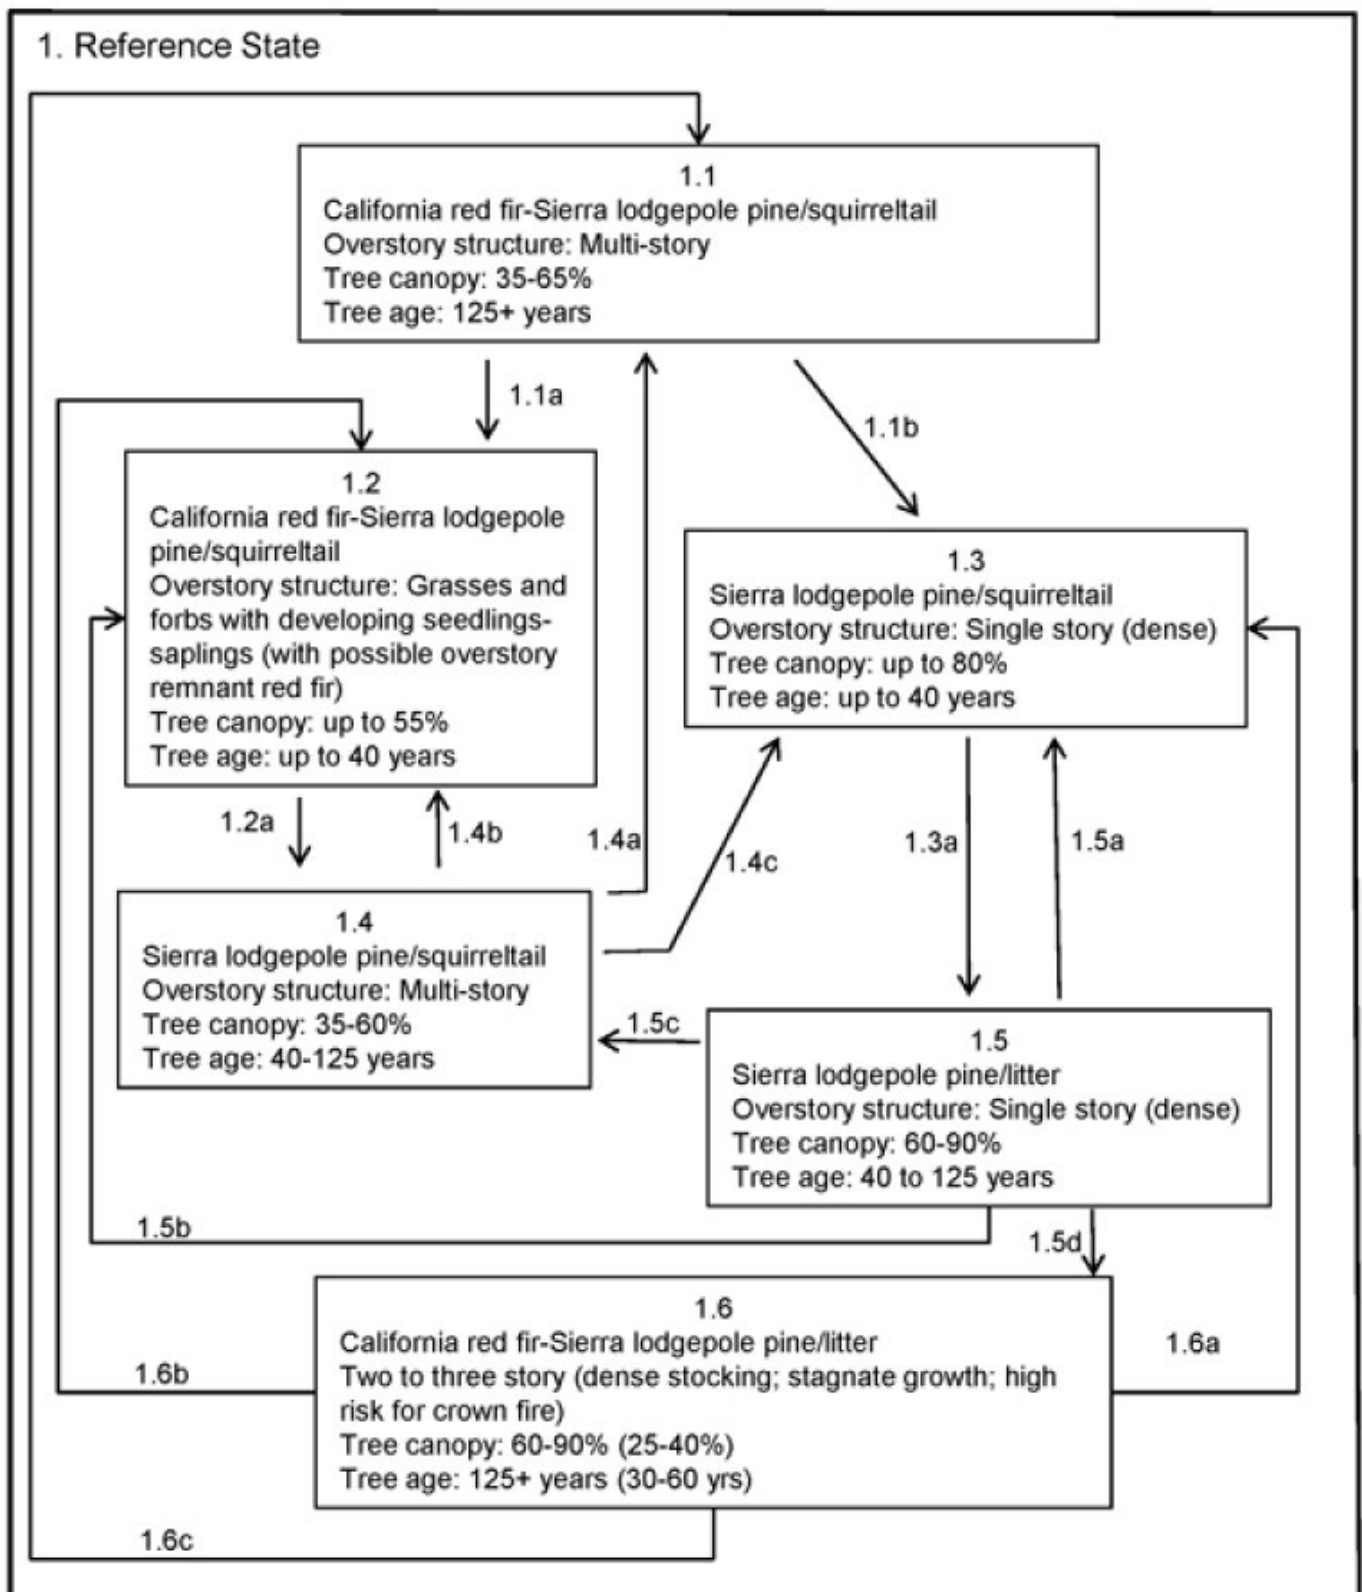 1. Reference State
1.1
California red fir-Sierra lodgepole pine/squirreltail
Overstory structure: Multi-story
Tree canopy: 35-65%
Tree age: 125+ years
1.1a
1.1b
1.2
California red fir-Sierra lodgepole
pine/squirreltail
Overstory structure: Grasses and
forbs with developing seedlings-
saplings (with possible overstory
remnant red fir)
Tree canopy: up to 55%
Tree age: up to 40 years
1.3
Sierra lodgepole pine/squirreltail
Overstory structure: Single story (dense)
Tree canopy: up to 80%
Tree age: up to 40 years
1.2a
1.4b
1.4a
1.4c
1.3a
1.5a
1.4
Sierra lodgepole pine/squirreltail
Overstory structure: Multi-story
Tree canopy: 35-60%
Tree age: 40-125 years
1.5c
1.5
Sierra lodgepole pine/litter
Overstory structure: Single story (dense)
Tree canopy: 60-90%
Tree age: 40 to 125 years
1.5b
1.5d
1.6
California red fir-Sierra lodgepole pine/litter
Two to three story (dense stocking; stagnate growth; high
risk for crown fire)
Tree canopy: 60-90% (25-40%)
Tree age: 125+ years (30-60 yrs)
1.6a
1.6b
1.6c